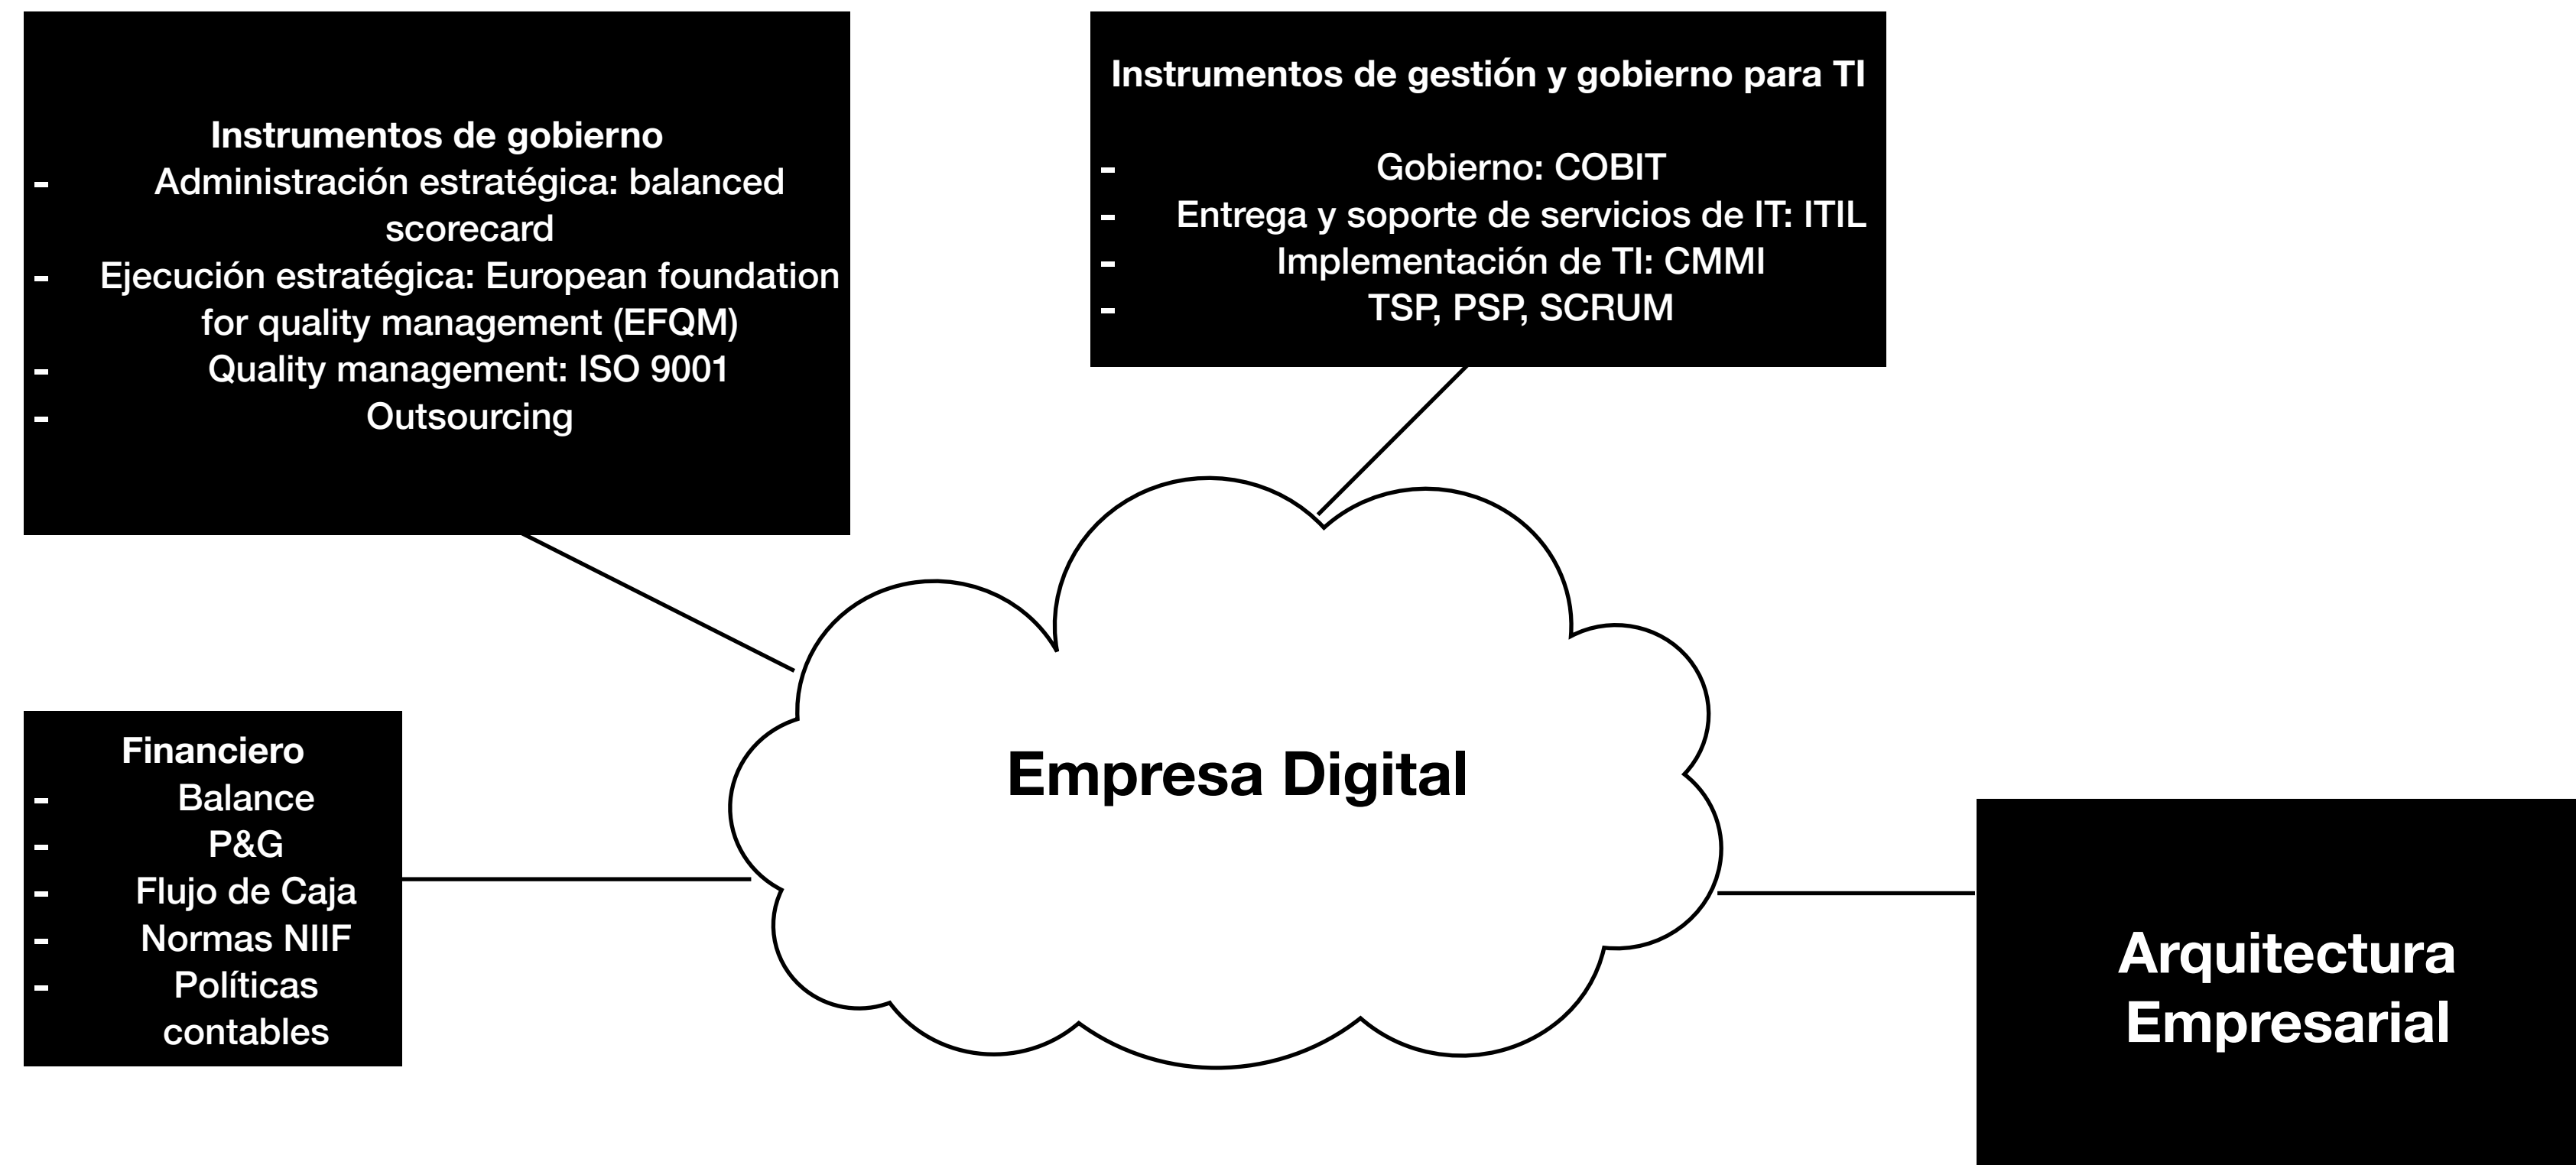 Instrumentos de gobierno
- Administración estratégica: balanced
scorecard
- Ejecución estratégica: European foundation
for quality management (EFQM)
- Quality management: ISO 9001
- Outsourcing
Instrumentos de gestión y gobierno para TI
- Gobierno: COBIT
- Entrega y soporte de servicios de IT: ITIL
- Implementación de TI: CMMI
- TSP, PSP, SCRUM
Financiero
- Balance
- P&G
- Flujo de Caja
- Normas NIIF
- Políticas
contables
Empresa Digital
Arquitectura
Empresarial